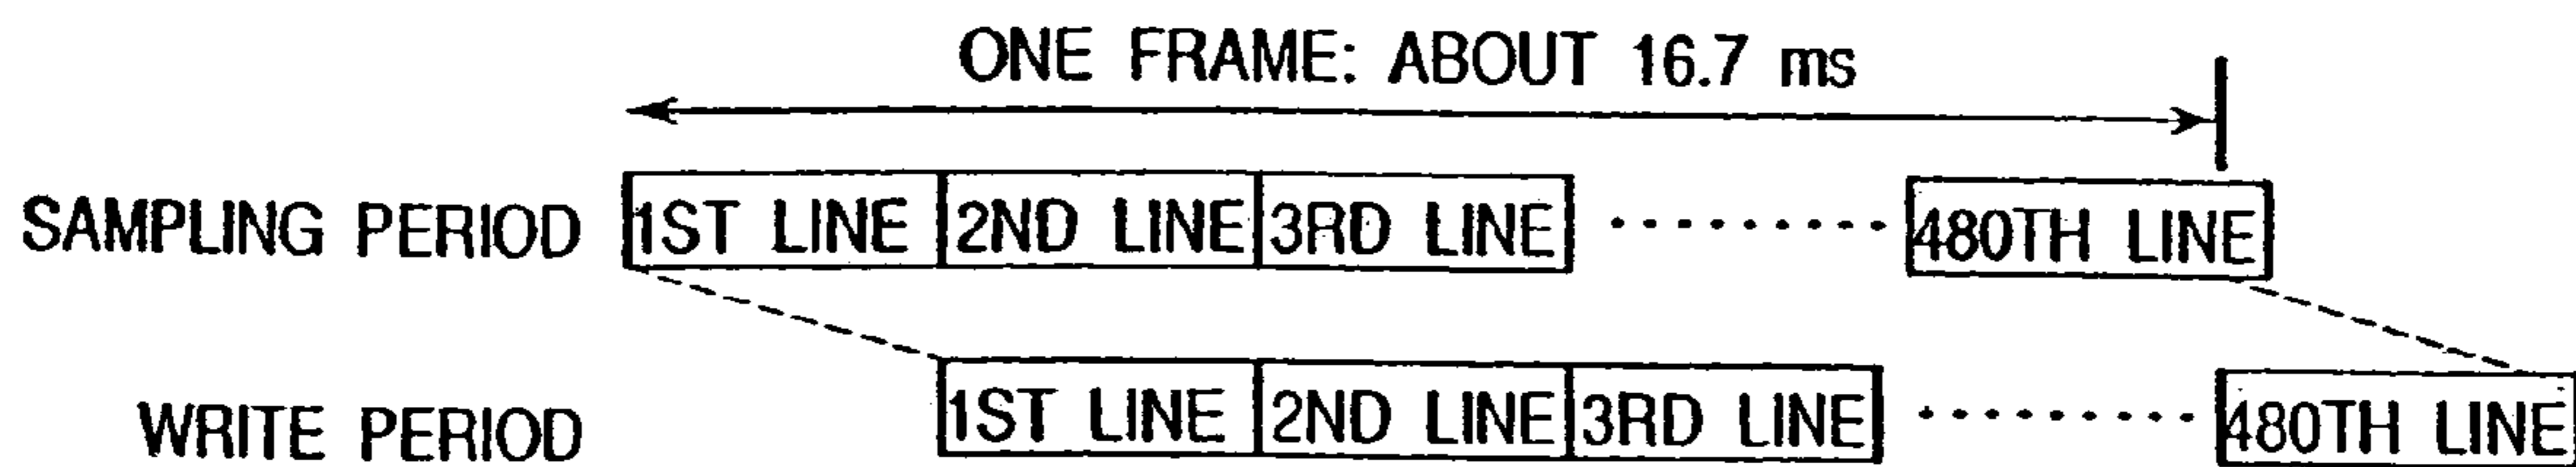 ONE FRAME: ABOUT 16.7 ms
SAMPLING PERIOD 1ST LINE 2ND LINE 3RD LINE ········· 480TH LINE
WRITE PERIOD 1ST LINE 2ND LINE 3RD LINE ········· 480TH LINE